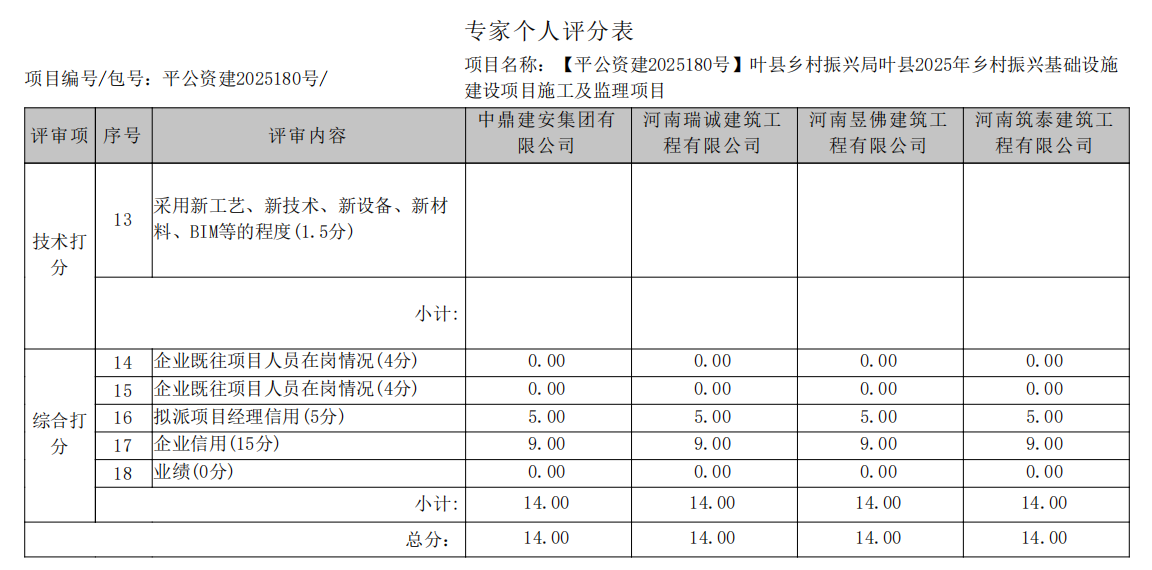 专家个人评分表
项目编号/包号：平公资建2025180号/
项目名称：【平公资建2025180号】叶县乡村振兴局叶县2025年乡村振兴基础设施
建设项目施工及监理项目
评审项 序号 评审内容 中鼎建安集团有限公司 河南瑞诚建筑工程有限公司 河南昱佛建筑工程有限公司 河南筑泰建筑工程有限公司
技术打分
13 采用新工艺、新技术、新设备、新材
料、BIM等的程度(1.5分)
小计:
综合打分
14 企业既往项目人员在岗情况(4分) 0.00 0.00 0.00 0.00
15 企业既往项目人员在岗情况(4分) 0.00 0.00 0.00 0.00
16 拟派项目经理信用(5分) 5.00 5.00 5.00 5.00
17 企业信用(15分) 9.00 9.00 9.00 9.00
18 业绩(0分) 0.00 0.00 0.00 0.00
小计: 14.00 14.00 14.00 14.00
总分： 14.00 14.00 14.00 14.00